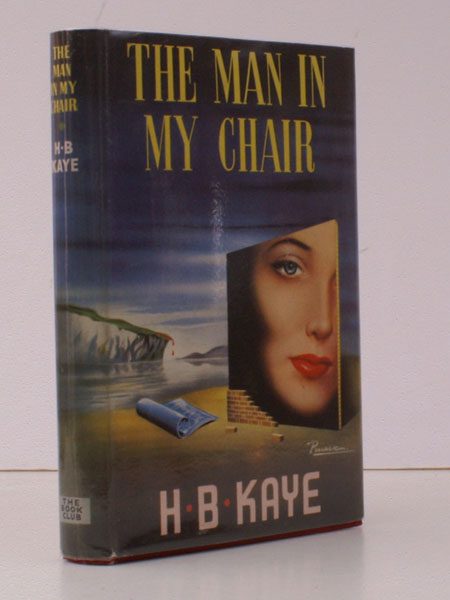 THE
MAN
IN MY
CHAIR
H·B
KAYE
THE
BOOK
CLUB
THE MAN IN
MY CHAIR
H·B·KAYE